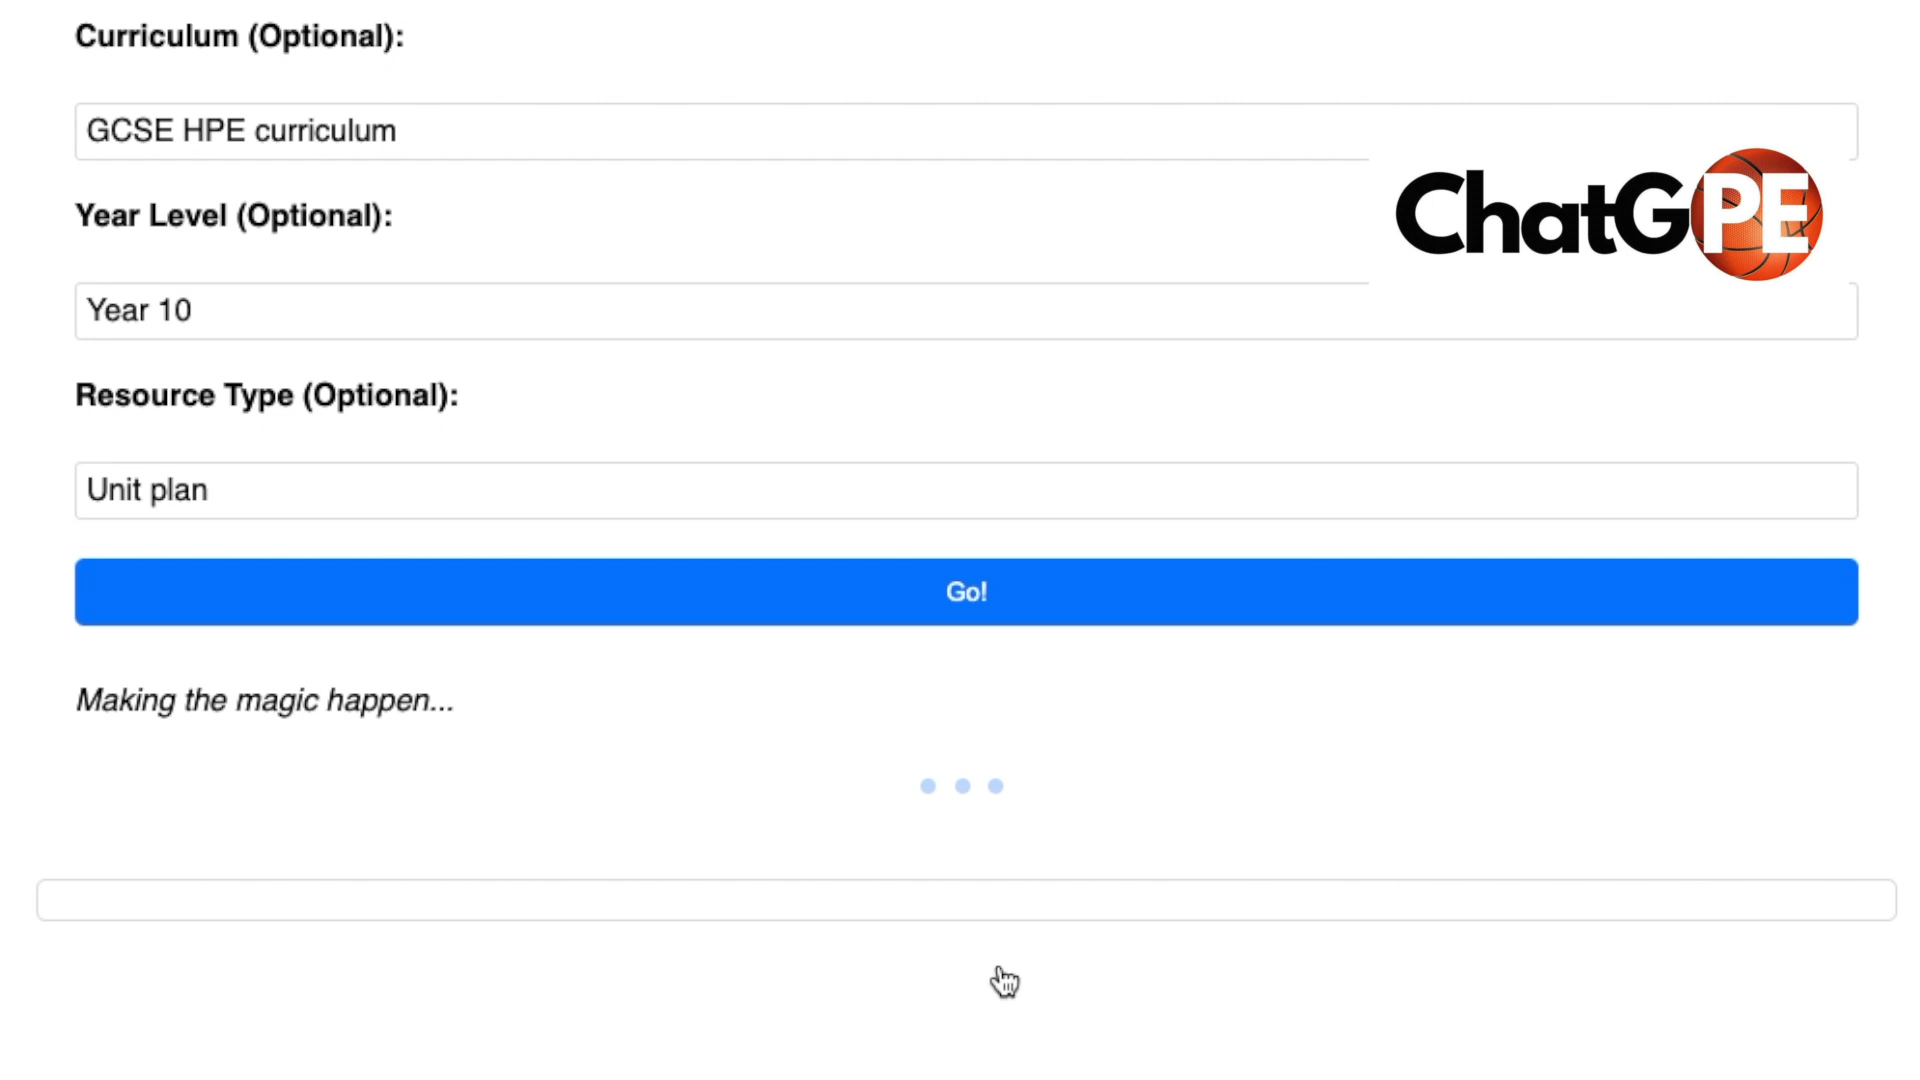 Curriculum (Optional):
GCSE HPE curriculum
ChatGPE
Year Level (Optional):
Year 10
Resource Type (Optional):
Unit plan
Go!
Making the magic happen...